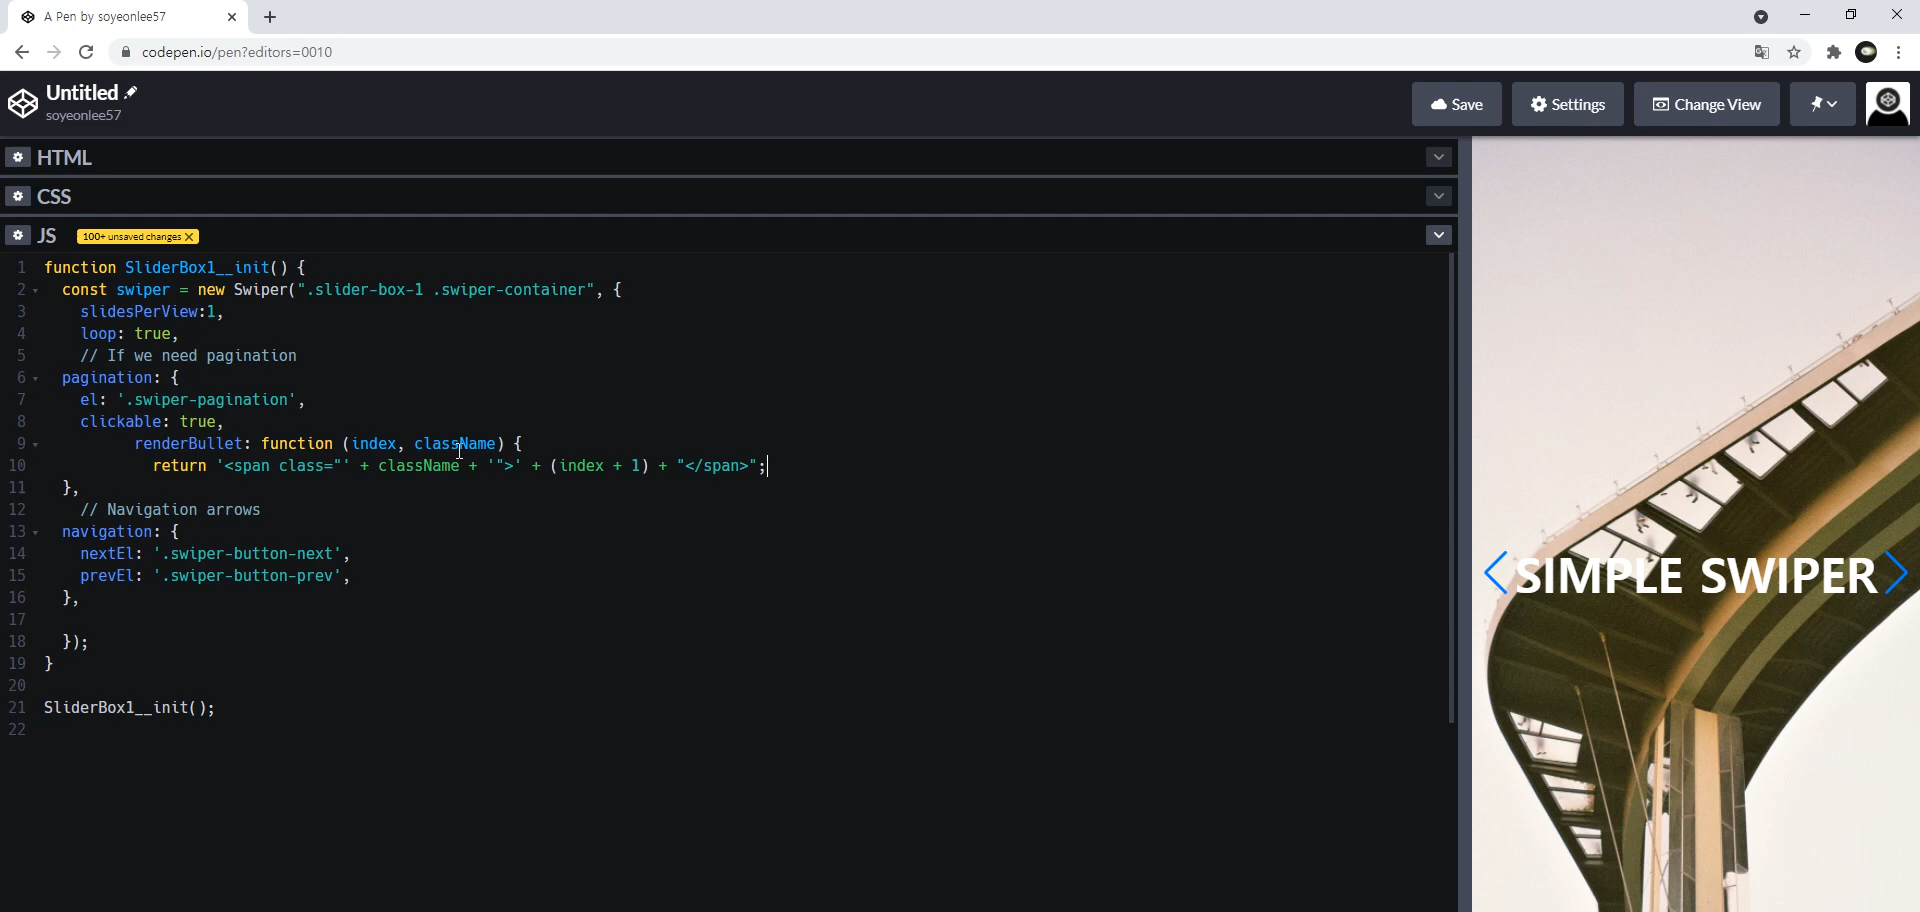 A Pen by soyeonlee57
codepen.io/pen?editors=0010
Untitled
soyeonlee57
Save
Settings
Change View
HTML
CSS
JS
100+ unsaved changes
1 function SliderBox1__init() {
2 const swiper = new Swiper(".slider-box-1 .swiper-container", {
3 slidesPerView:1,
4 loop: true,
5 // If we need pagination
6 pagination: {
7 el: '.swiper-pagination',
8 clickable: true,
9 renderBullet: function (index, className) {
10 return '<span class="' + className + '">' + (index + 1) + "</span>";
11 },
12 // Navigation arrows
13 navigation: {
14 nextEl: '.swiper-button-next',
15 prevEl: '.swiper-button-prev',
16 },
17
18 });
19 }
20
21 SliderBox1__init();
22
SIMPLE SWIPER